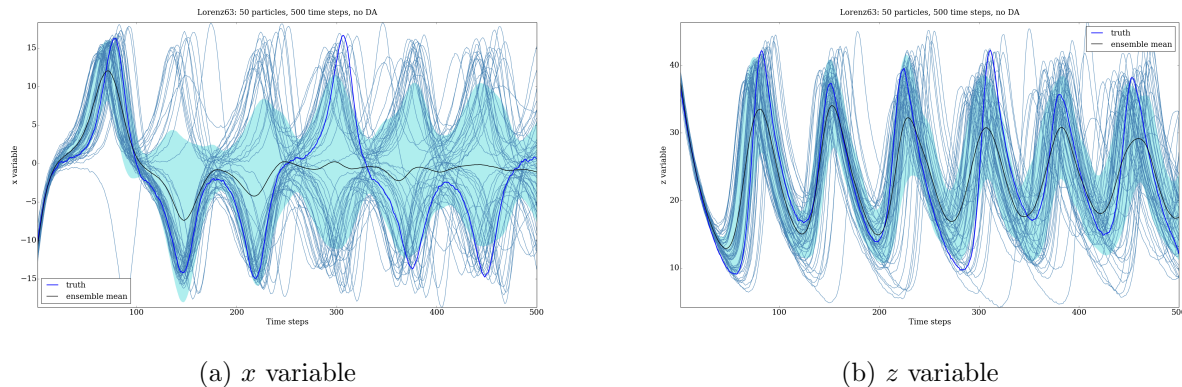 Lorenz63: 50 particles, 500 time steps, no DA
x variable
15
10
5
0
−5
−10
−15
truth
ensemble mean
100
200
300
400
500
Time steps
(a) x variable
Lorenz63: 50 particles, 500 time steps, no DA
z variable
40
30
20
10
truth
ensemble mean
100
200
300
400
500
Time steps
(b) z variable